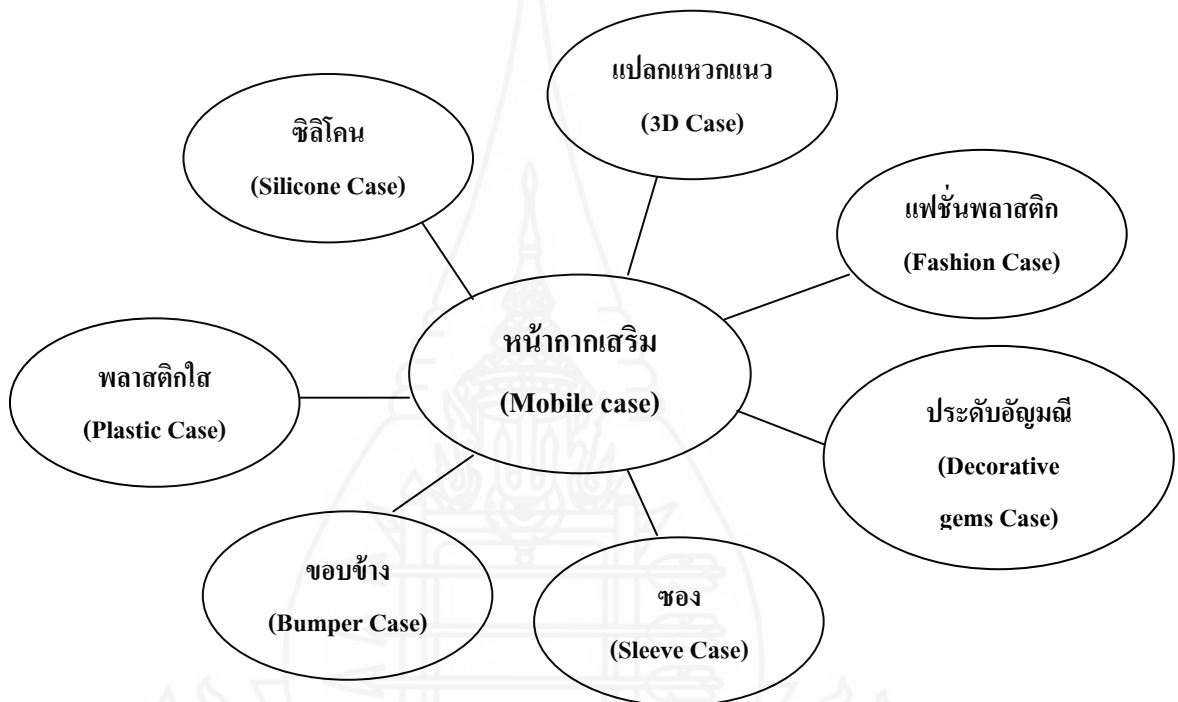 แปลกแหวกแนว
(3D Case)
ซิลิโคน
(Silicone Case)
แฟชั่นพลาสติก
(Fashion Case)
หน้ากากเสริม
(Mobile case)
พลาสติกใส
(Plastic Case)
ประดับอัญมณี
(Decorative
gems Case)
ขอบข้าง
(Bumper Case)
ซอง
(Sleeve Case)